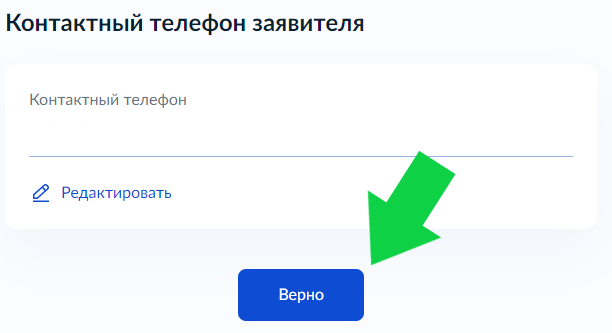 Контактный телефон заявителя
Контактный телефон
Редактировать
Верно